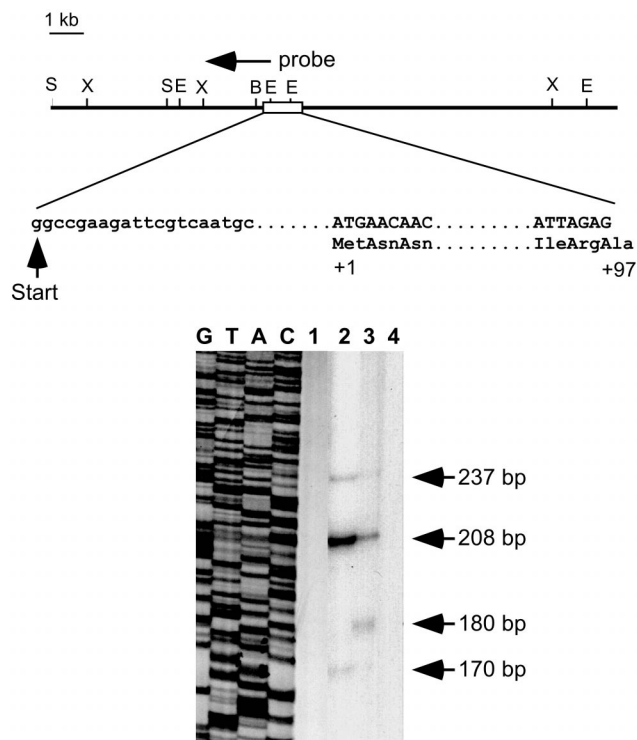 1 kb
probe
S X S E X B E E X E
ggccgaagattcgtcaatgc.......ATGAACAAC.........ATTAGAG
MetAsnAsn.........IleArgAla
+1 +97
Start
G T A C 1 2 3 4
237 bp
208 bp
180 bp
170 bp